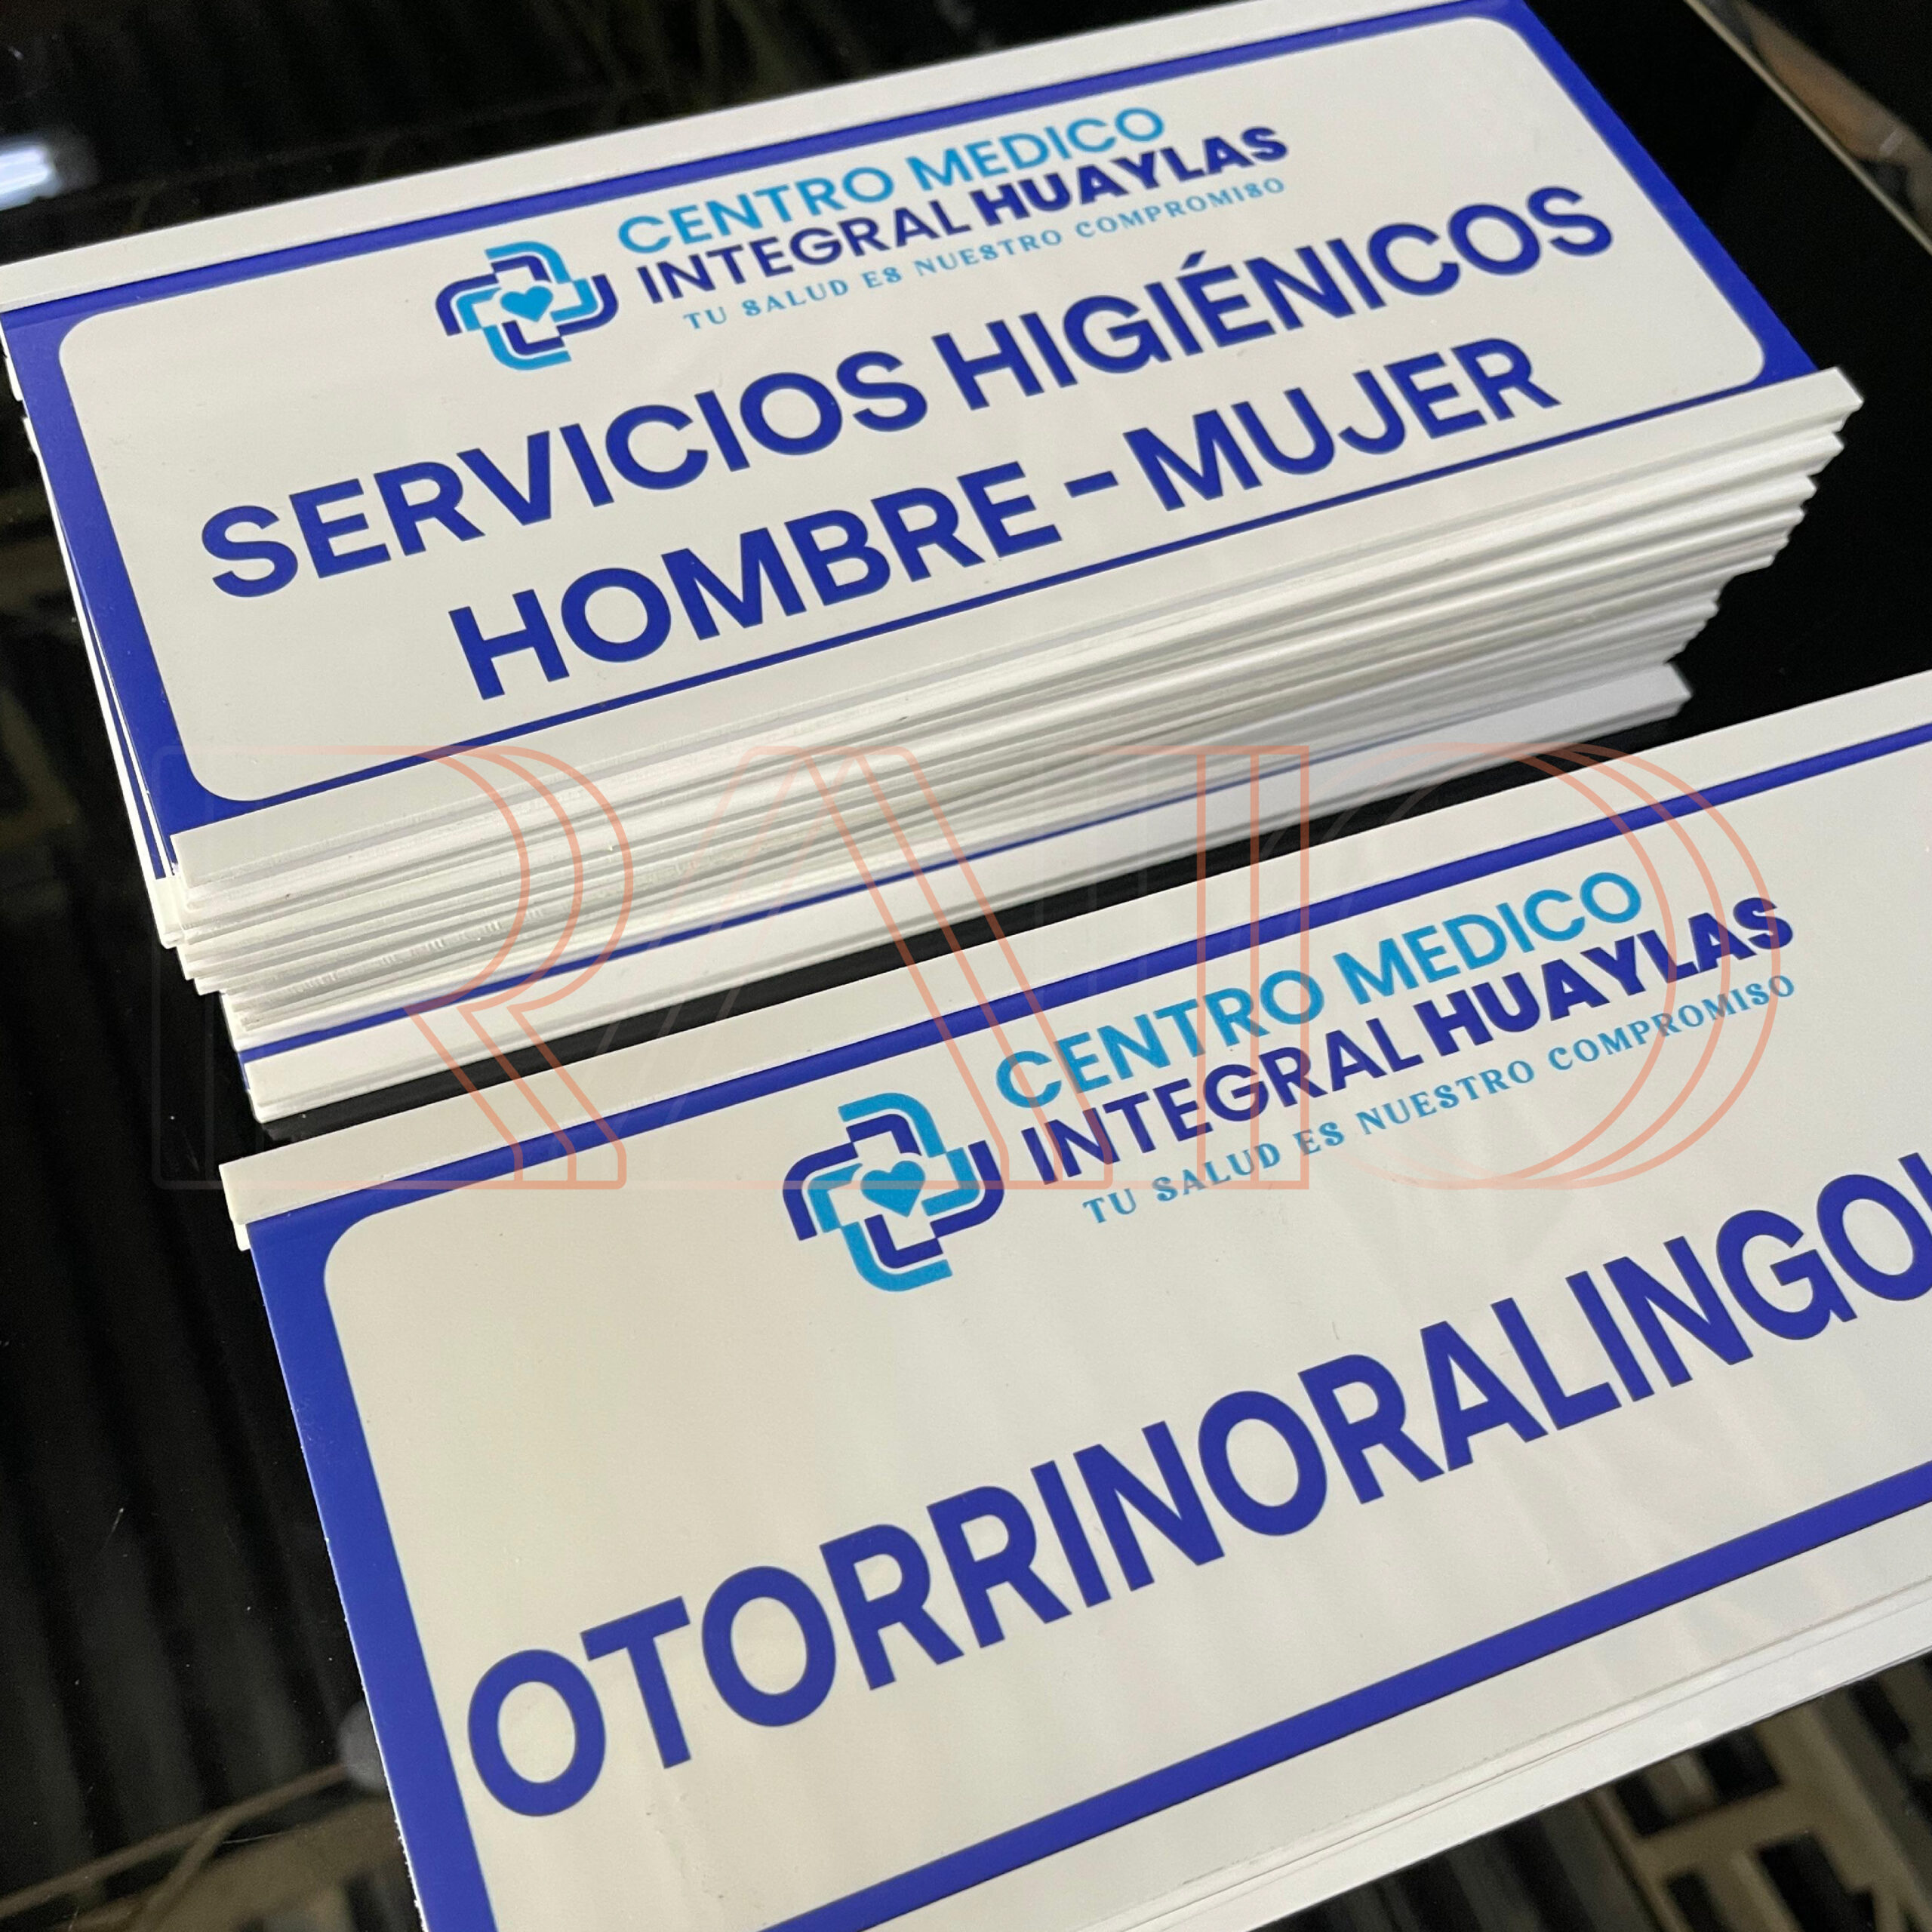 CENTRO MEDICO
INTEGRAL HUAYLAS
TU SALUD ES NUESTRO COMPROMISO
SERVICIOS HIGIÉNICOS
HOMBRE - MUJER
RAIO
CENTRO MEDICO
INTEGRAL HUAYLAS
TU SALUD ES NUESTRO COMPROMISO
OTORRINORALINGO